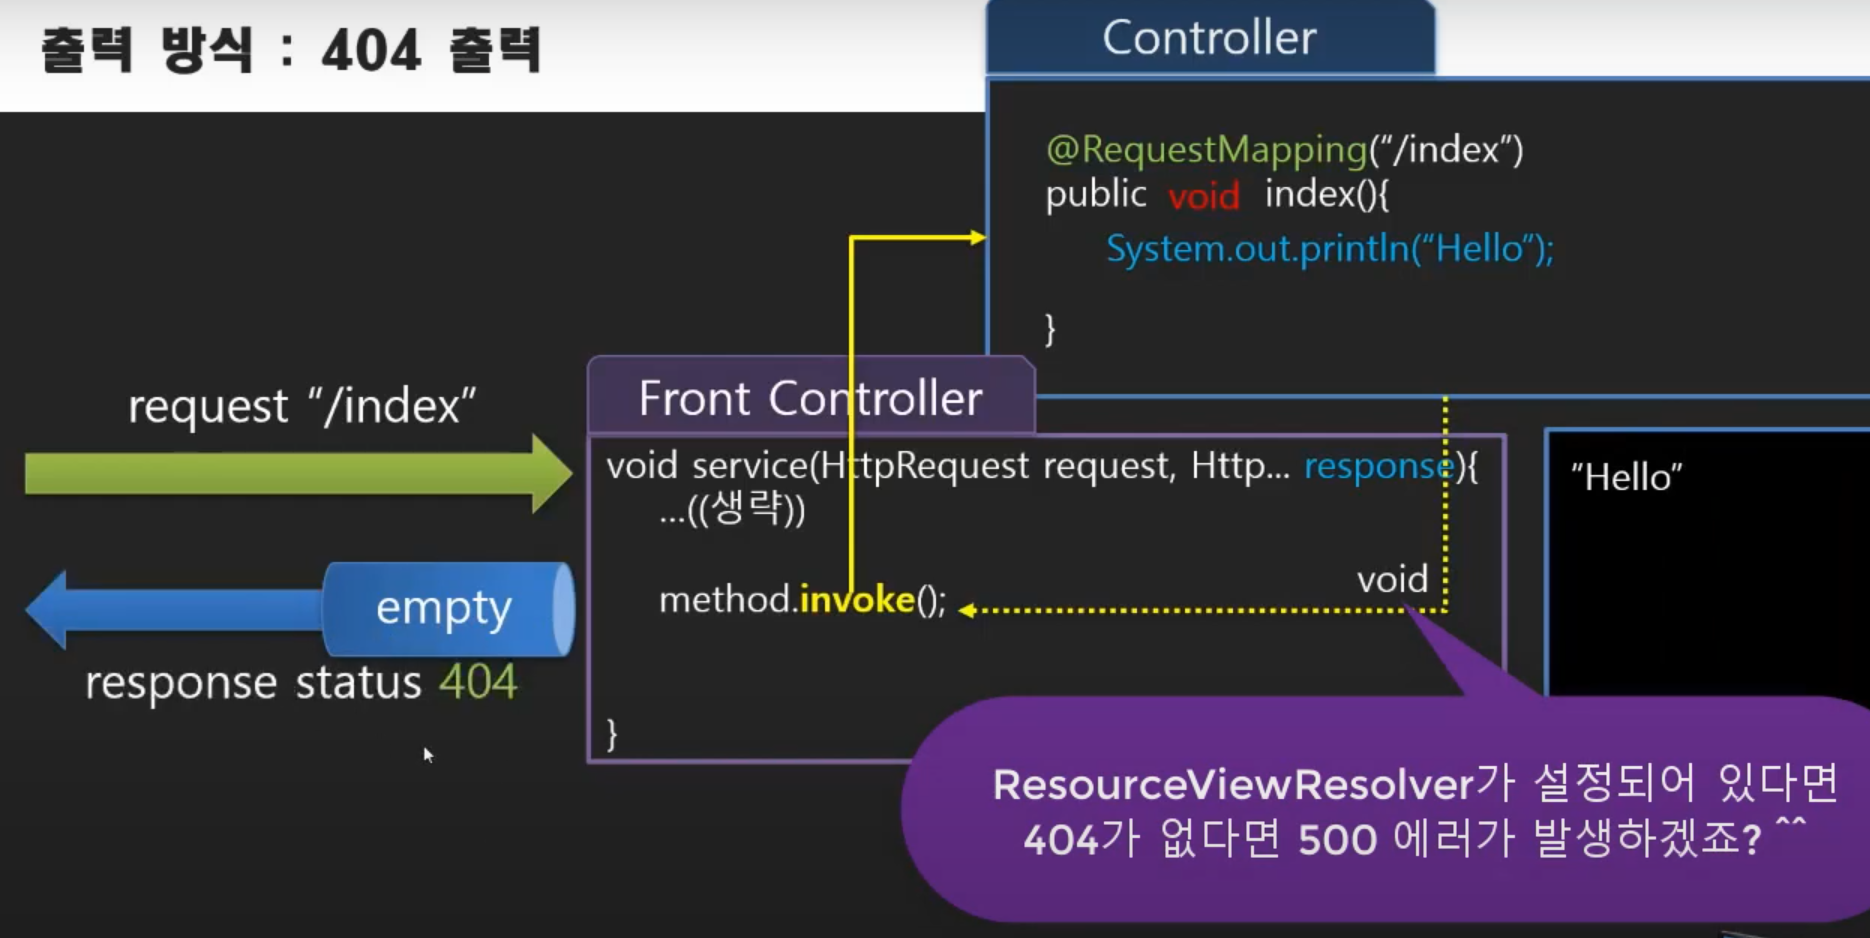 출력 방식 : 404 출력
Controller
@RequestMapping(“/index”)
public void index(){
System.out.println(“Hello”);
}
request “/index”
Front Controller
void service(HttpRequest request, Http... response){
...((생략))
method.invoke();
void
}
empty
response status 404
“Hello”
ResourceViewResolver가 설정되어 있다면
404가 없다면 500 에러가 발생하겠죠? ^^